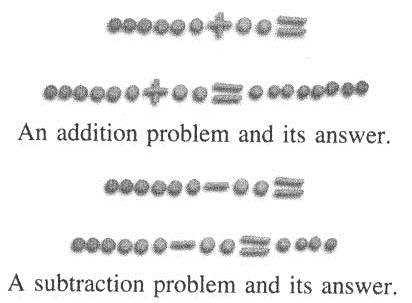 An addition problem and its answer.
A subtraction problem and its answer.